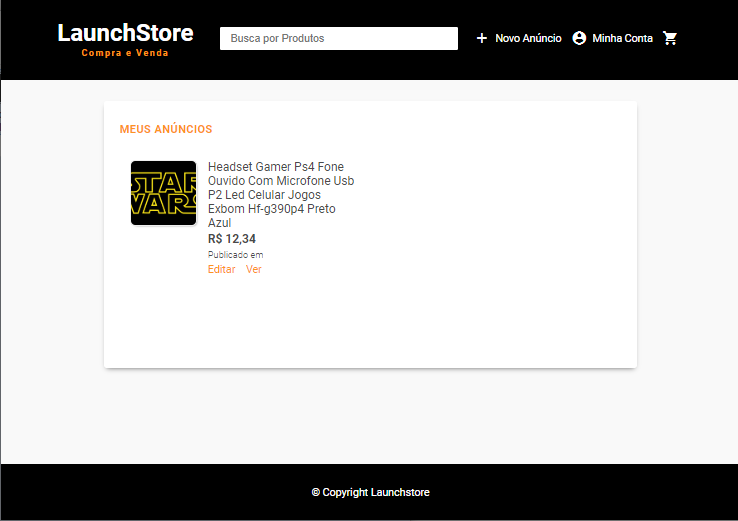 LaunchStore
Compra e Venda
Busca por Produtos
Novo Anúncio
Minha Conta
MEUS ANÚNCIOS
STAR
WARS
Headset Gamer Ps4 Fone
Ouvido Com Microfone Usb
P2 Led Celular Jogos
Exbom Hf-g390p4 Preto
Azul
R$ 12,34
Publicado em
Editar Ver
© Copyright Launchstore